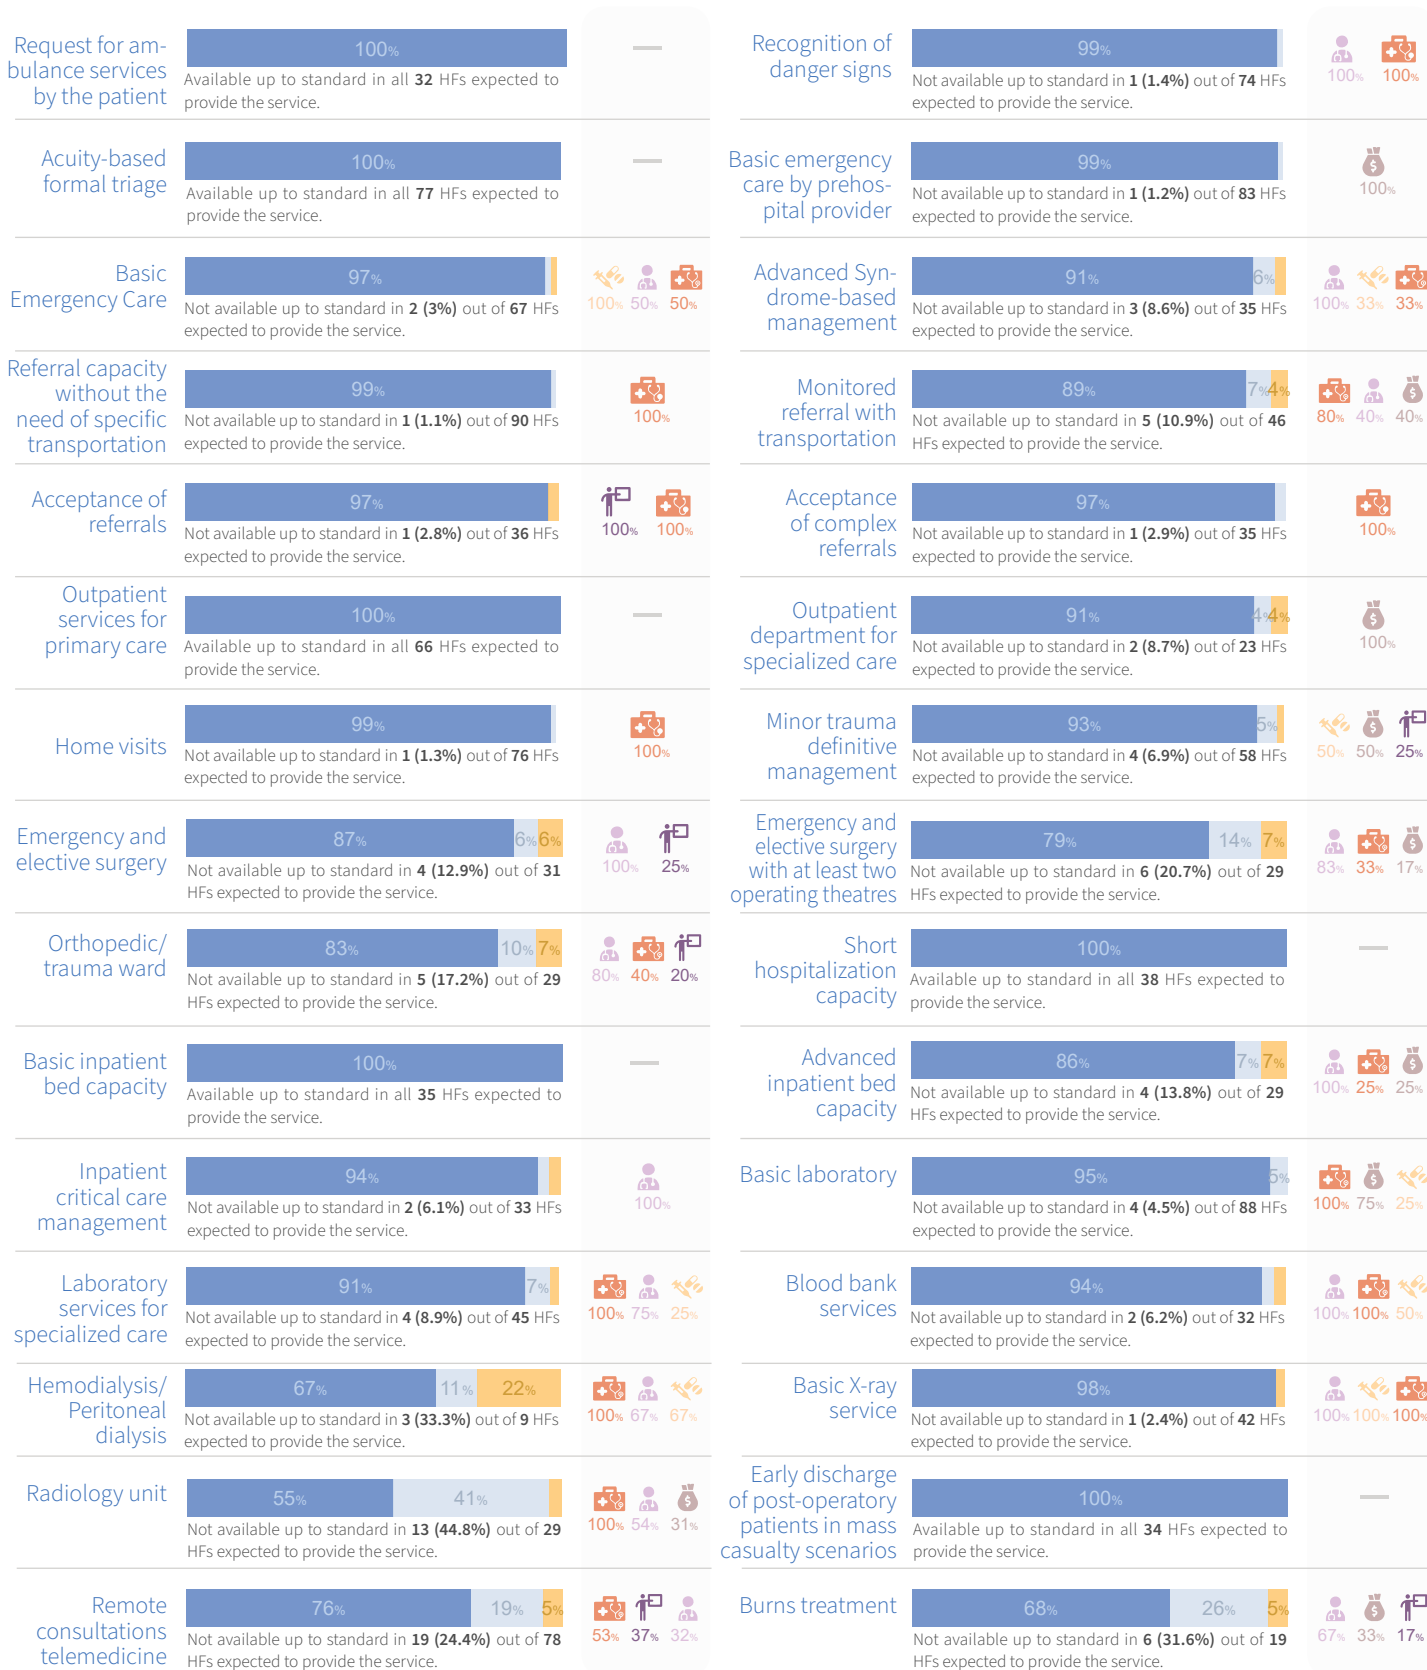 Request for am-
bulance services
by the patient
100%
Available up to standard in all 32 HFs expected to
provide the service.
Recognition of
danger signs
99%
Not available up to standard in 1 (1.4%) out of 74 HFs
expected to provide the service.
100% 100%
Acuity-based
formal triage
100%
Available up to standard in all 77 HFs expected to
provide the service.
Basic emergency
care by prehos-
pital provider
99%
Not available up to standard in 1 (1.2%) out of 83 HFs
expected to provide the service.
100%
Basic
Emergency Care
97%
Not available up to standard in 2 (3%) out of 67 HFs
expected to provide the service.
100% 50% 50%
Advanced Syn-
drome-based
management
91% 6%
Not available up to standard in 3 (8.6%) out of 35 HFs
expected to provide the service.
100% 33% 33%
Referral capacity
without the
need of specific
transportation
99%
Not available up to standard in 1 (1.1%) out of 90 HFs
expected to provide the service.
100%
Monitored
referral with
transportation
89% 7% 4%
Not available up to standard in 5 (10.9%) out of 46
HFs expected to provide the service.
80% 40% 40%
Acceptance of
referrals
97%
Not available up to standard in 1 (2.8%) out of 36 HFs
expected to provide the service.
100% 100%
Acceptance
of complex
referrals
97%
Not available up to standard in 1 (2.9%) out of 35 HFs
expected to provide the service.
100%
Outpatient
services for
primary care
100%
Available up to standard in all 66 HFs expected to
provide the service.
Outpatient
department for
specialized care
91% 4% 4%
Not available up to standard in 2 (8.7%) out of 23 HFs
expected to provide the service.
100%
Home visits
99%
Not available up to standard in 1 (1.3%) out of 76 HFs
expected to provide the service.
100%
Minor trauma
definitive
management
93% 5%
Not available up to standard in 4 (6.9%) out of 58 HFs
expected to provide the service.
50% 50% 25%
Emergency and
elective surgery
87% 6% 6%
Not available up to standard in 4 (12.9%) out of 31
HFs expected to provide the service.
100% 25%
Emergency and
elective surgery
with at least two
operating theatres
79% 14% 7%
Not available up to standard in 6 (20.7%) out of 29
HFs expected to provide the service.
83% 33% 17%
Orthopedic/
trauma ward
83% 10% 7%
Not available up to standard in 5 (17.2%) out of 29
HFs expected to provide the service.
80% 40% 20%
Short
hospitalization
capacity
100%
Available up to standard in all 38 HFs expected to
provide the service.
Basic inpatient
bed capacity
100%
Available up to standard in all 35 HFs expected to
provide the service.
Advanced
inpatient bed
capacity
86% 7% 7%
Not available up to standard in 4 (13.8%) out of 29
HFs expected to provide the service.
100% 25% 25%
Inpatient
critical care
management
94%
Not available up to standard in 2 (6.1%) out of 33 HFs
expected to provide the service.
100%
Basic laboratory
95% 5%
Not available up to standard in 4 (4.5%) out of 88 HFs
expected to provide the service.
100% 75% 25%
Laboratory
services for
specialized care
91% 7%
Not available up to standard in 4 (8.9%) out of 45 HFs
expected to provide the service.
100% 75% 25%
Blood bank
services
94%
Not available up to standard in 2 (6.2%) out of 32 HFs
expected to provide the service.
100% 100% 50%
Hemodialysis/
Peritoneal
dialysis
67% 11% 22%
Not available up to standard in 3 (33.3%) out of 9 HFs
expected to provide the service.
100% 67% 67%
Basic X-ray
service
98%
Not available up to standard in 1 (2.4%) out of 42 HFs
expected to provide the service.
100% 100% 100%
Radiology unit
55% 41%
Not available up to standard in 13 (44.8%) out of 29
HFs expected to provide the service.
100% 54% 31%
Early discharge
of post-operatory
patients in mass
casualty scenarios
100%
Available up to standard in all 34 HFs expected to
provide the service.
Remote
consultations
telemedicine
76% 19% 5%
Not available up to standard in 19 (24.4%) out of 78
HFs expected to provide the service.
53% 37% 32%
Burns treatment
68% 26% 5%
Not available up to standard in 6 (31.6%) out of 19
HFs expected to provide the service.
67% 33% 17%